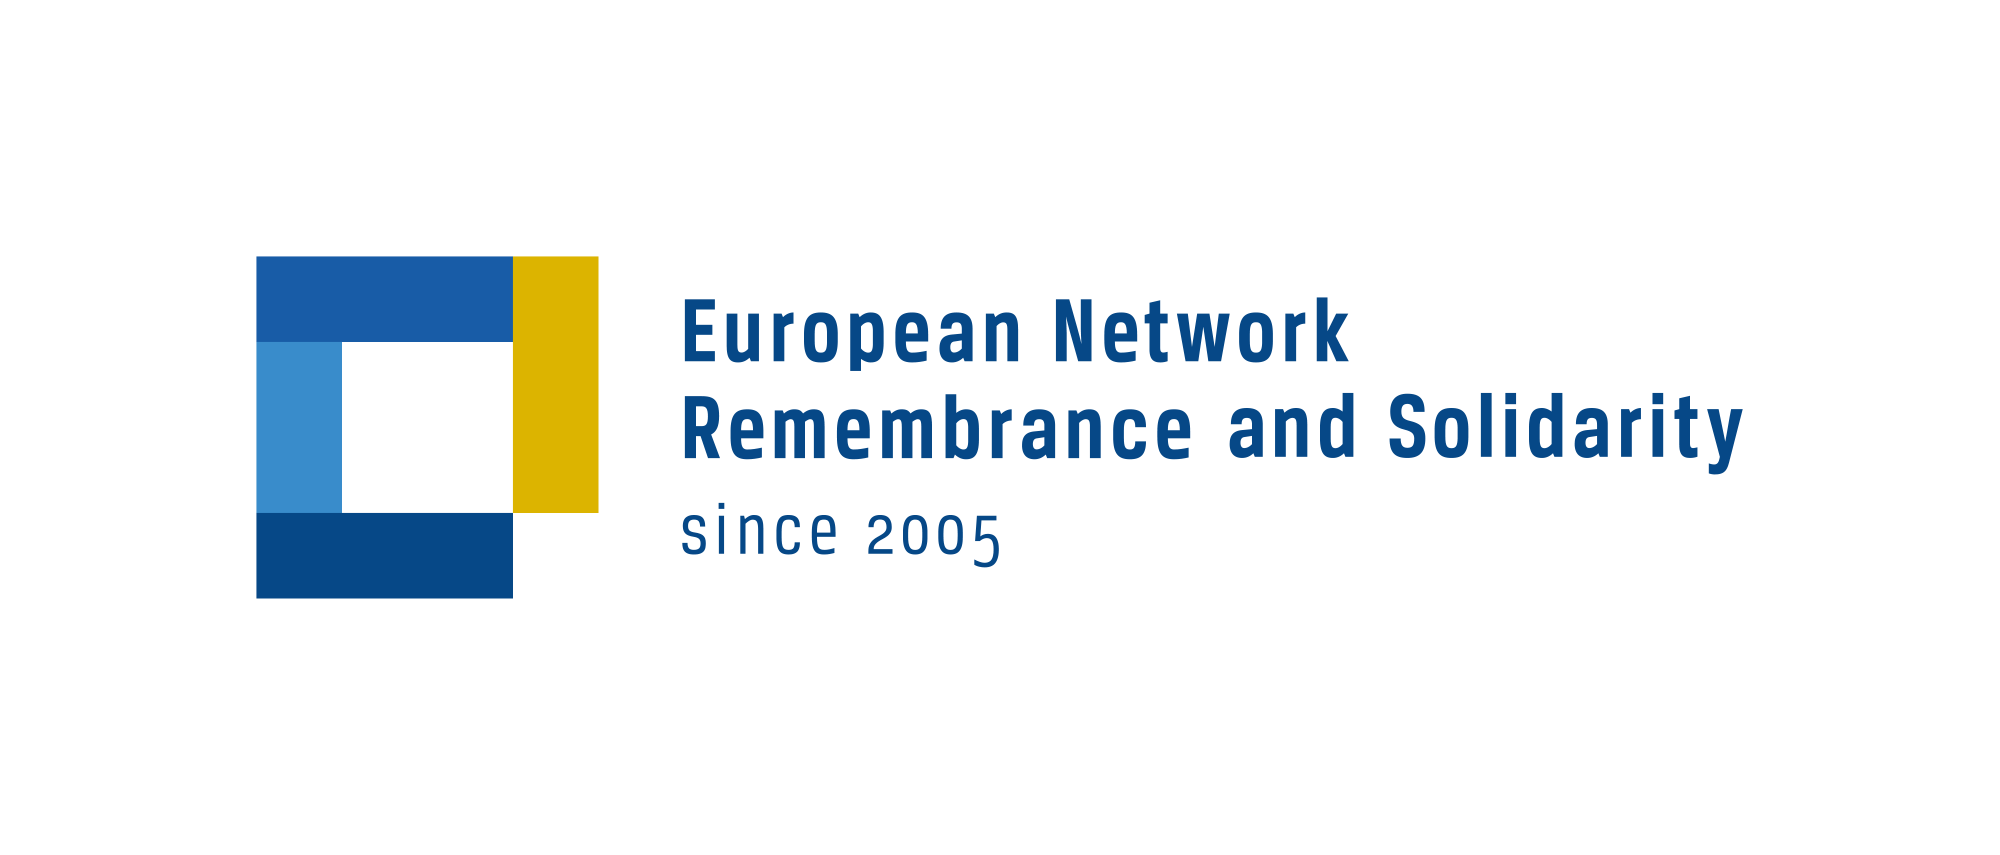 European Network
Remembrance and Solidarity
since 2005